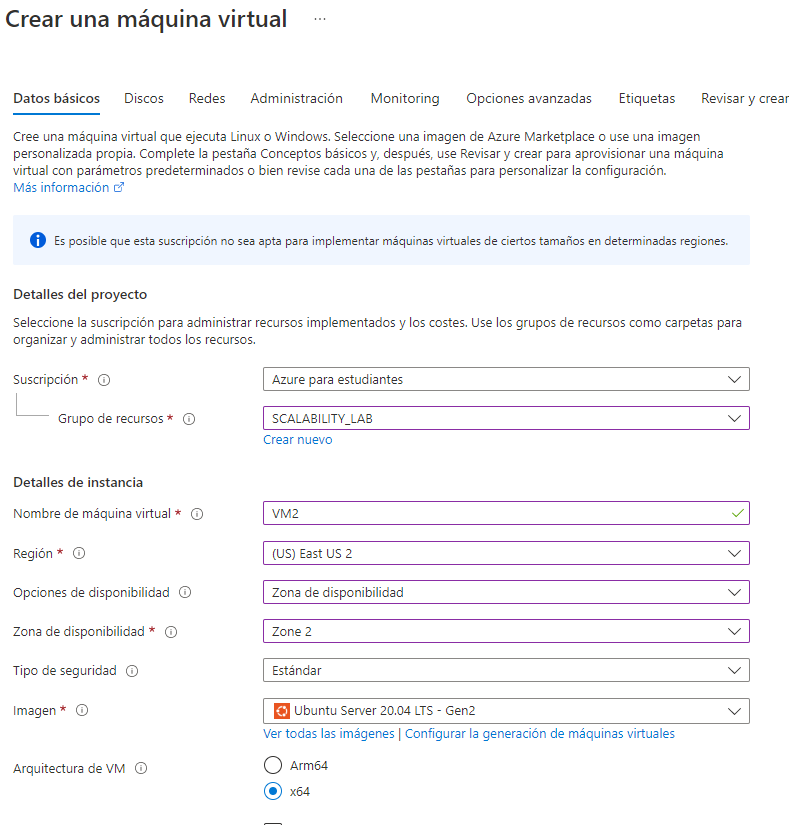 Crear una máquina virtual ...
Datos básicos Discos Redes Administración Monitoring Opciones avanzadas Etiquetas Revisar y crear
Cree una máquina virtual que ejecuta Linux o Windows. Seleccione una imagen de Azure Marketplace o use una imagen
personalizada propia. Complete la pestaña Conceptos básicos y, después, use Revisar y crear para aprovisionar una máquina
virtual con parámetros predeterminados o bien revise cada una de las pestañas para personalizar la configuración.
Más información
Es posible que esta suscripción no sea apta para implementar máquinas virtuales de ciertos tamaños en determinadas regiones.
Detalles del proyecto
Seleccione la suscripción para administrar recursos implementados y los costes. Use los grupos de recursos como carpetas para
organizar y administrar todos los recursos.
Suscripción * Azure para estudiantes
Grupo de recursos * SCALABILITY_LAB
Crear nuevo
Detalles de instancia
Nombre de máquina virtual * VM2
Región * (US) East US 2
Opciones de disponibilidad Zona de disponibilidad
Zona de disponibilidad * Zone 2
Tipo de seguridad Estándar
Imagen * Ubuntu Server 20.04 LTS - Gen2
Ver todas las imágenes | Configurar la generación de máquinas virtuales
Arquitectura de VM Arm64
x64